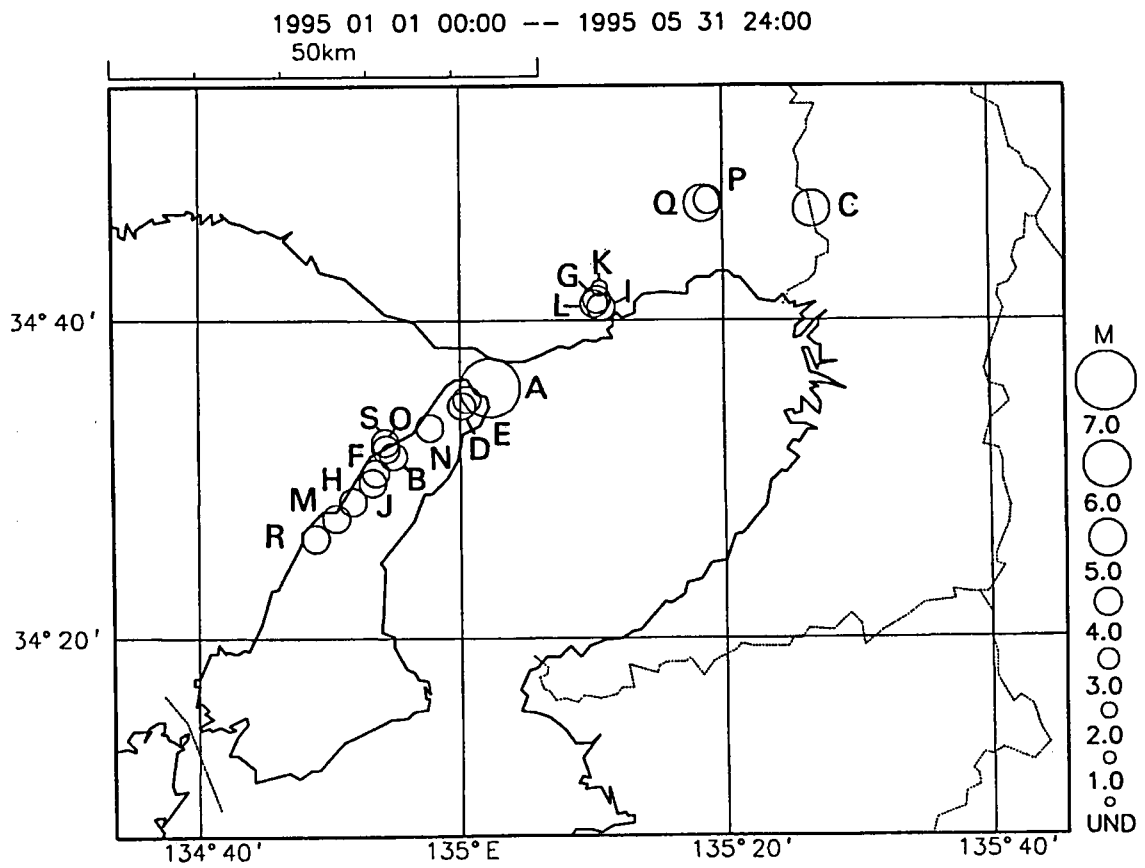 1995 01 01 00:00 -- 1995 05 31 24:00
50km
P
Q
C
K
G
I
L
34° 40'
M
A
S
O
E
7.0
F
N
D
B
H
6.0
M
J
R
5.0
4.0
34° 20'
3.0
2.0
1.0
UND
134° 40'
135° E
135° 20'
135° 40'